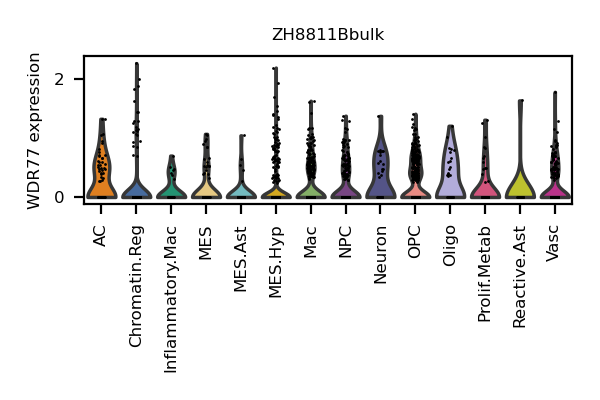 ZH8811Bbulk
WDR77 expression
2
0
AC
Chromatin.Reg
Inflammatory.Mac
MES
MES.Ast
MES.Hyp
Mac
NPC
Neuron
OPC
Oligo
Prolif.Metab
Reactive.Ast
Vasc